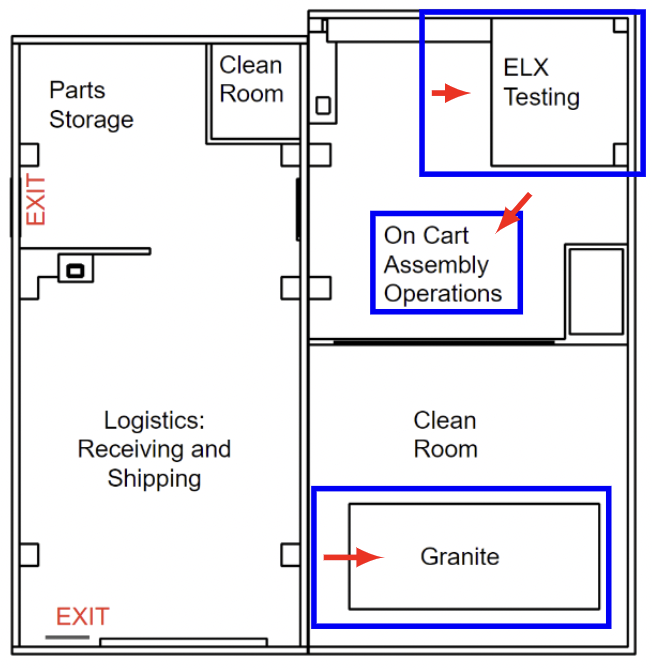 Parts
Storage
Clean
Room
ELX
Testing
EXIT
On Cart
Assembly
Operations
Logistics:
Receiving and
Shipping
Clean
Room
Granite
EXIT